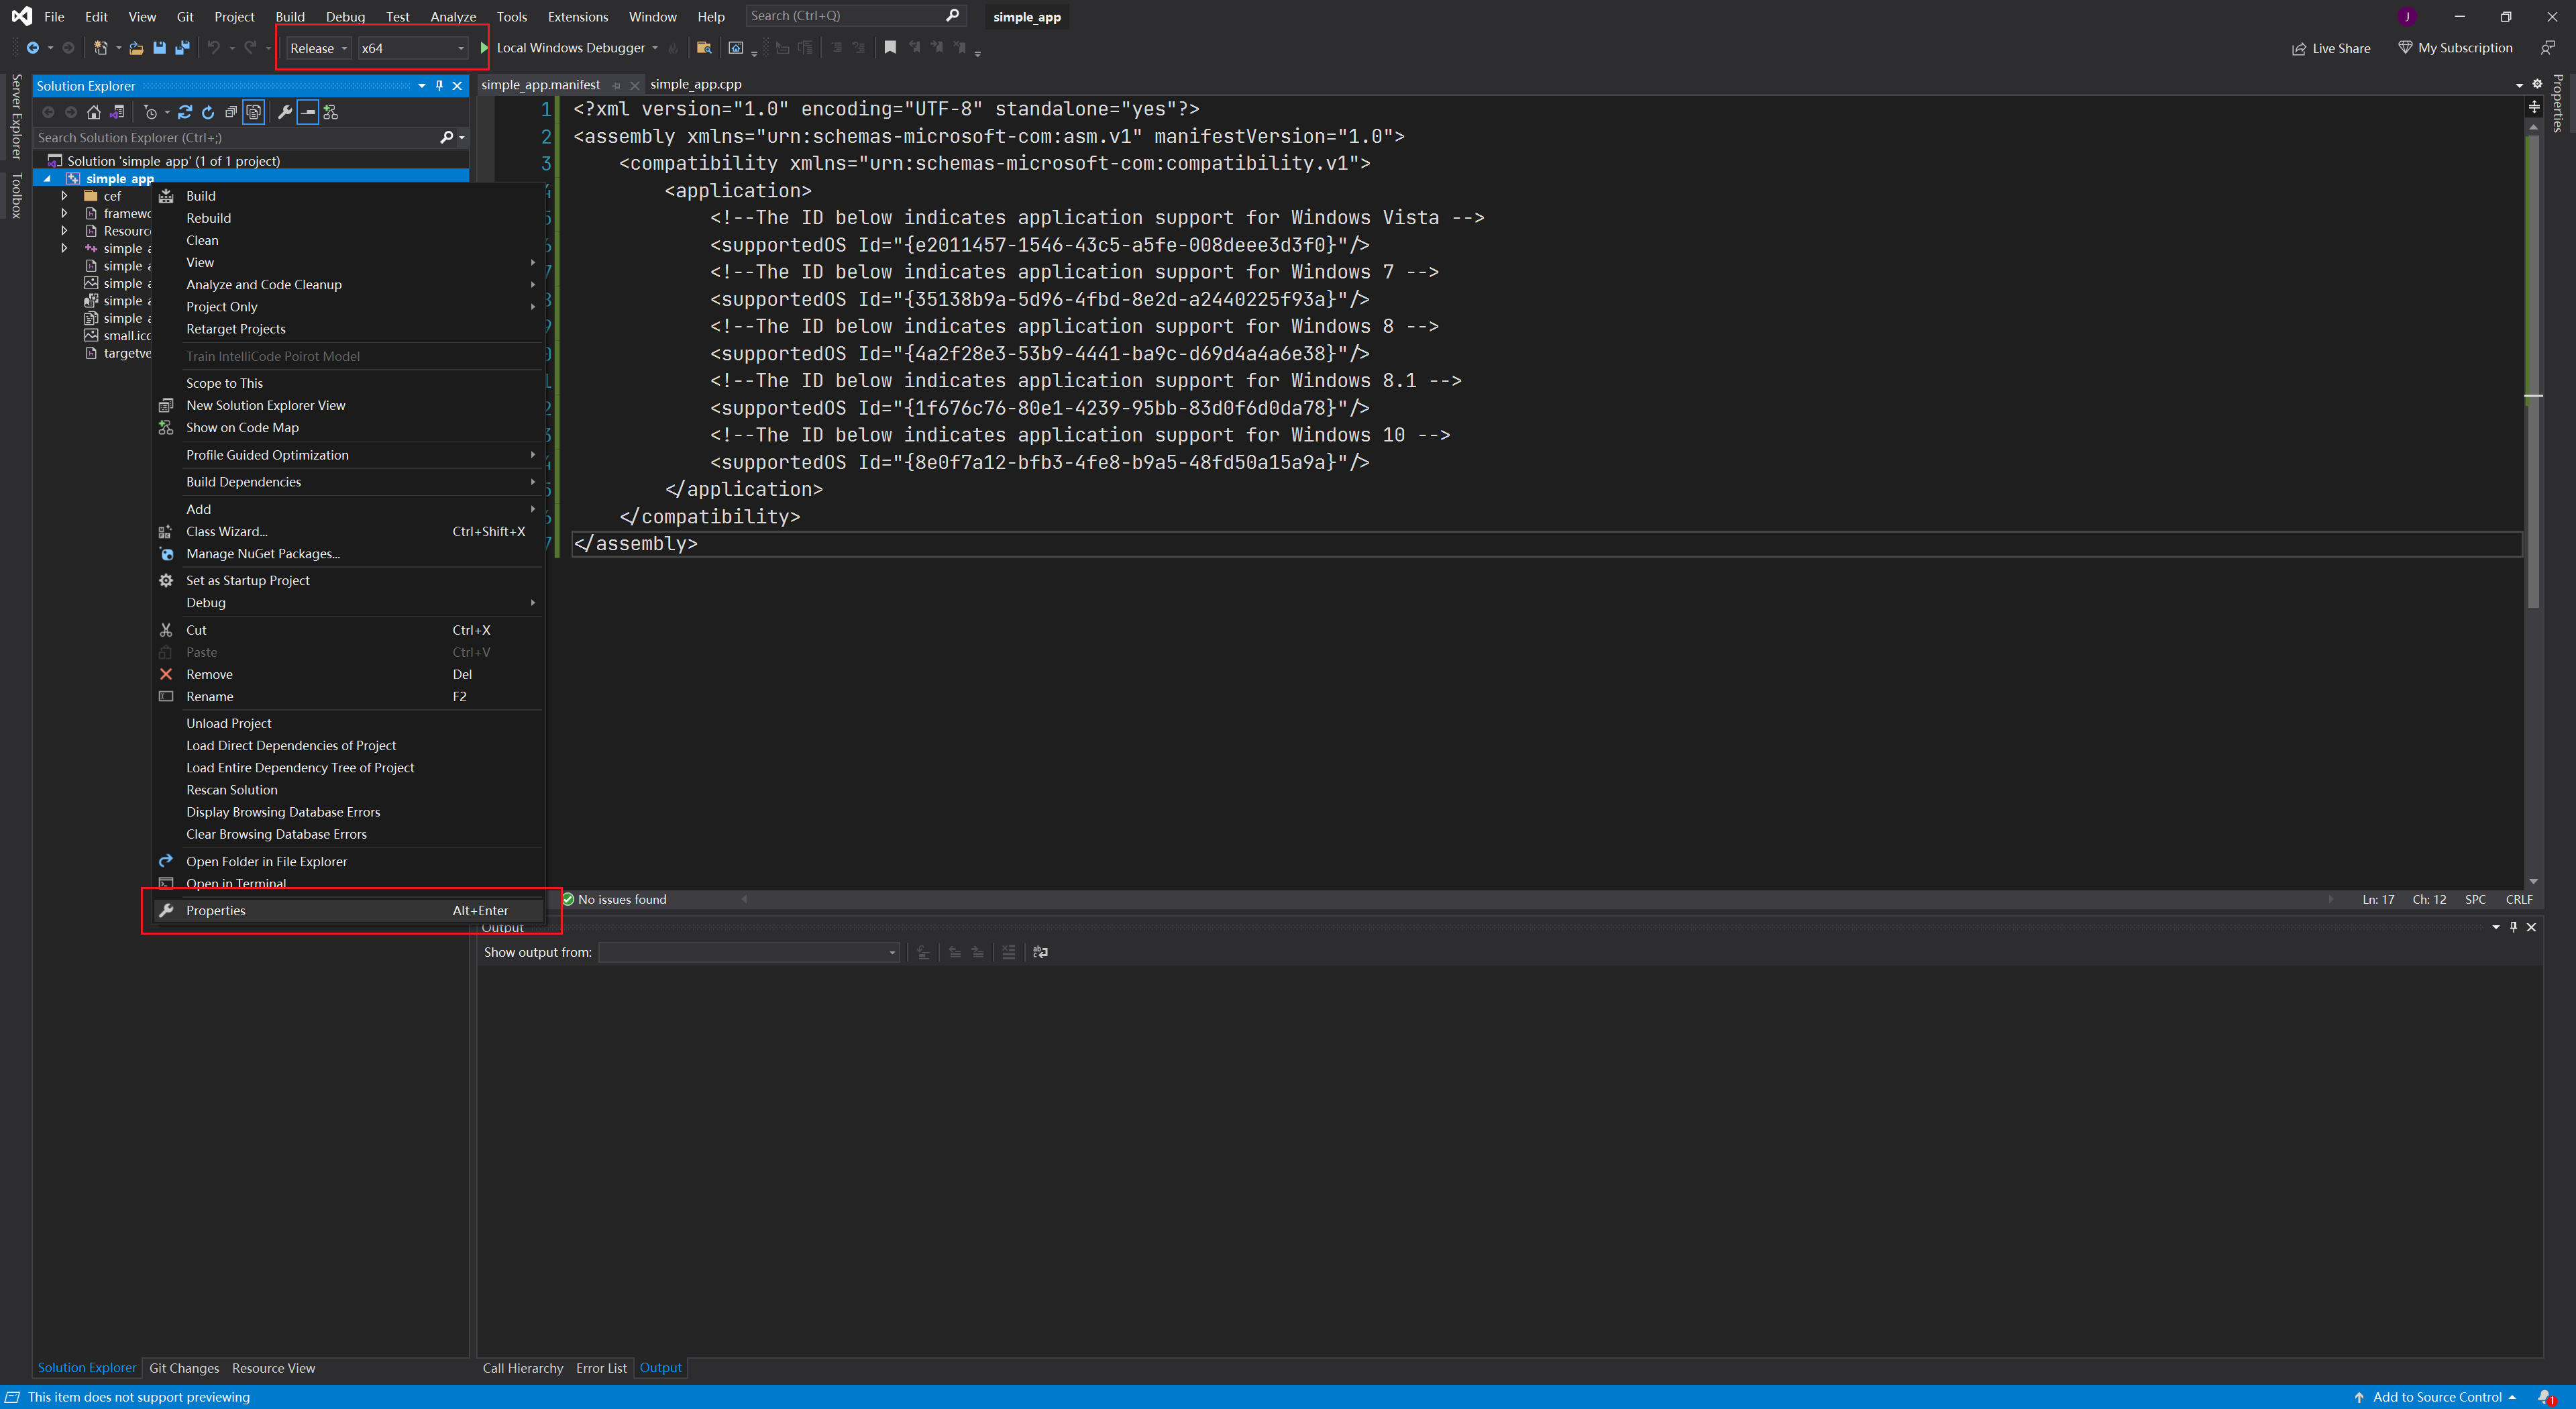 File Edit View Git Project Build Debug Test Analyze Tools Extensions Window Help Search (Ctrl+Q) simple_app J
Release x64 Local Windows Debugger Live Share My Subscription
Server Explorer
Toolbox
Solution Explorer
Search Solution Explorer (Ctrl+;)
Solution 'simple_app' (1 of 1 project)
simple_app
cef
framewo
Resourc
simple_a
simple_a
simple_a
simple_a
simple_a
small.ico
targetve
Build
Rebuild
Clean
View
Analyze and Code Cleanup
Project Only
Retarget Projects
Train IntelliCode Poirot Model
Scope to This
New Solution Explorer View
Show on Code Map
Profile Guided Optimization
Build Dependencies
Add
Class Wizard... Ctrl+Shift+X
Manage NuGet Packages...
Set as Startup Project
Debug
Cut Ctrl+X
Paste Ctrl+V
Remove Del
Rename F2
Unload Project
Load Direct Dependencies of Project
Load Entire Dependency Tree of Project
Rescan Solution
Display Browsing Database Errors
Clear Browsing Database Errors
Open Folder in File Explorer
Open in Terminal
Properties Alt+Enter
simple_app.manifest simple_app.cpp
1 <?xml version="1.0" encoding="UTF-8" standalone="yes"?>
2 <assembly xmlns="urn:schemas-microsoft-com:asm.v1" manifestVersion="1.0">
3 <compatibility xmlns="urn:schemas-microsoft-com:compatibility.v1">
<application>
<!--The ID below indicates application support for Windows Vista -->
<supportedOS Id="{e2011457-1546-43c5-a5fe-008deee3d3f0}"/>
<!--The ID below indicates application support for Windows 7 -->
<supportedOS Id="{35138b9a-5d96-4fbd-8e2d-a2440225f93a}"/>
<!--The ID below indicates application support for Windows 8 -->
<supportedOS Id="{4a2f28e3-53b9-4441-ba9c-d69d4a4a6e38}"/>
<!--The ID below indicates application support for Windows 8.1 -->
<supportedOS Id="{1f676c76-80e1-4239-95bb-83d0f6d0da78}"/>
<!--The ID below indicates application support for Windows 10 -->
<supportedOS Id="{8e0f7a12-bfb3-4fe8-b9a5-48fd50a15a9a}"/>
</application>
</compatibility>
</assembly>
Properties
No issues found Ln: 17 Ch: 12 SPC CRLF
Output
Show output from:
Solution Explorer Git Changes Resource View
Call Hierarchy Error List Output
This item does not support previewing Add to Source Control 1